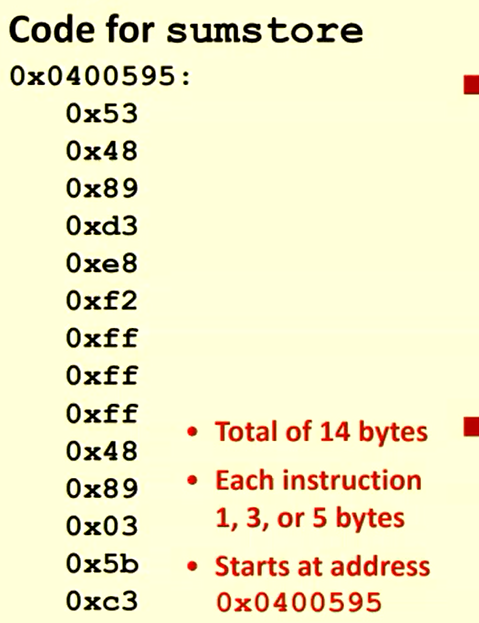 Code for sumstore
0x0400595:
0x53
0x48
0x89
0xd3
0xe8
0xf2
0xff
0xff
0xff
0x48
0x89
0x03
0x5b
0xc3
• Total of 14 bytes
• Each instruction
1, 3, or 5 bytes
• Starts at address
0x0400595